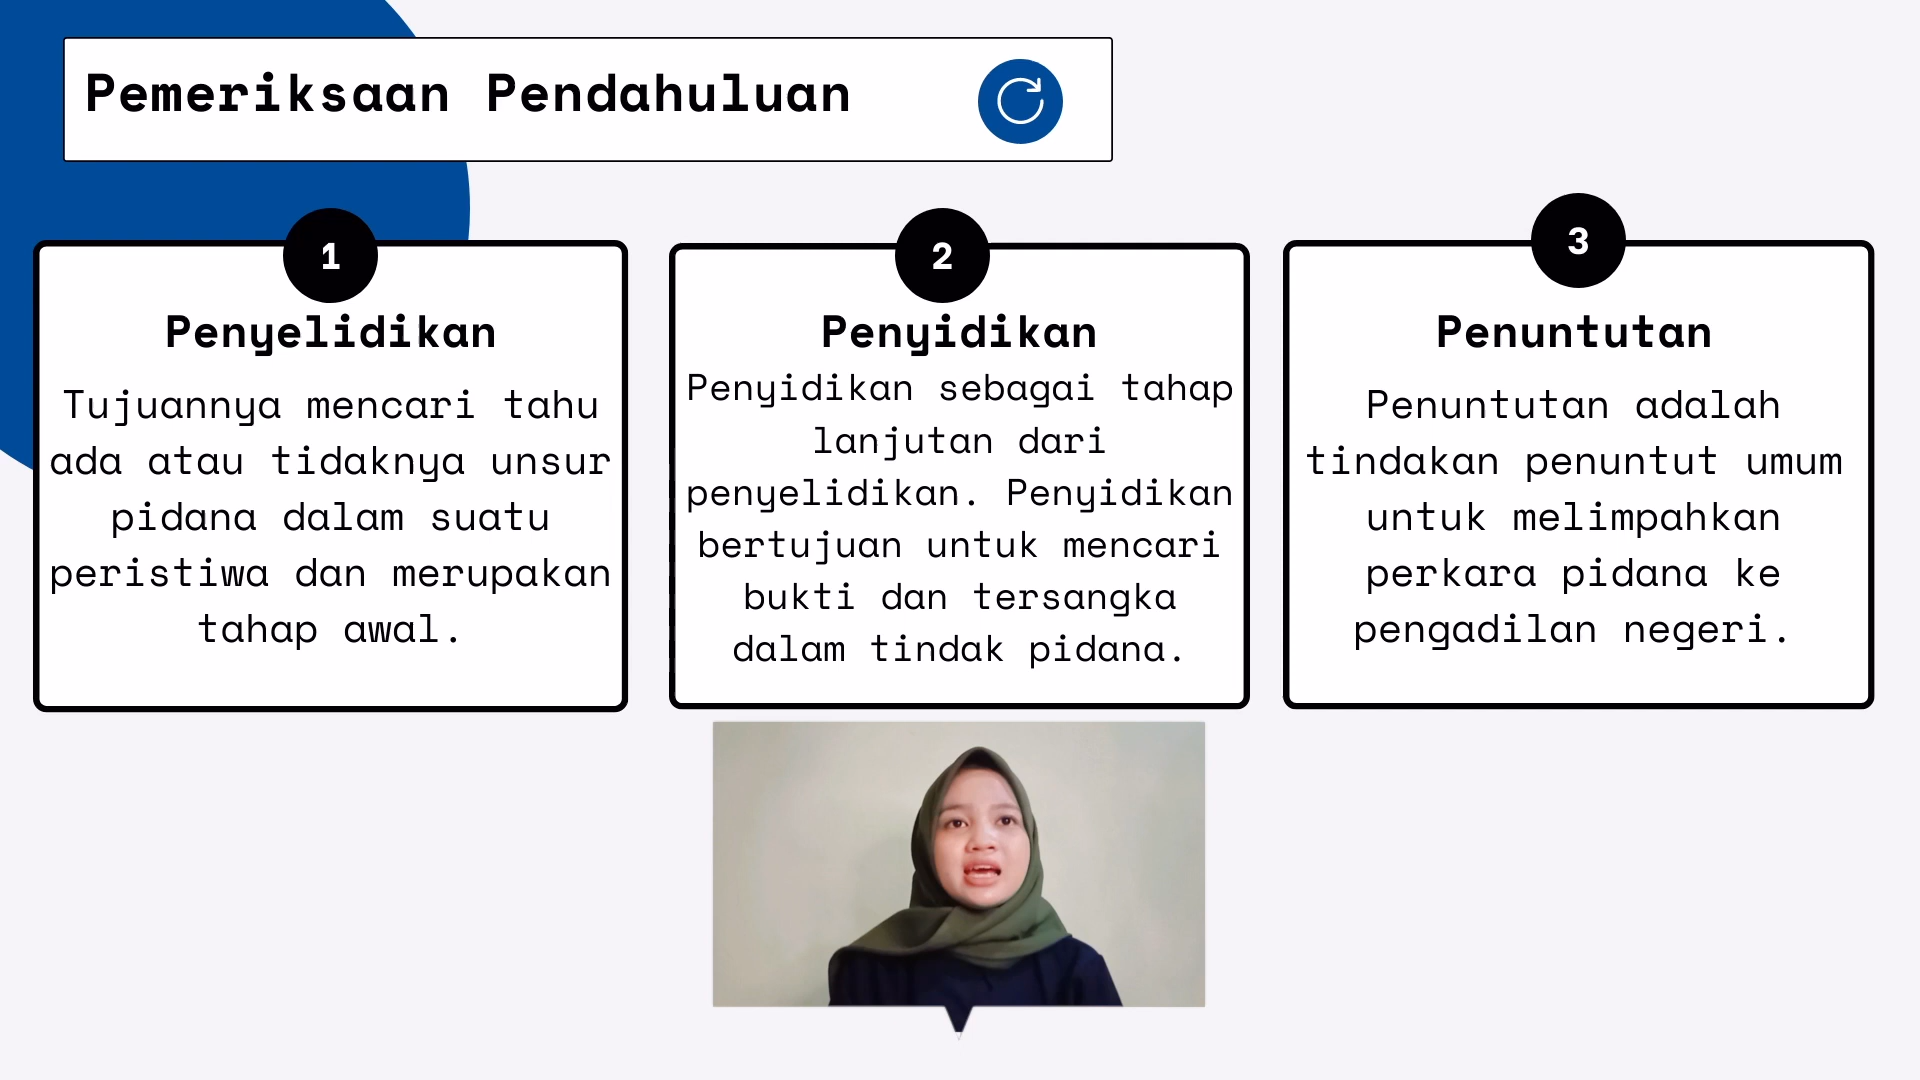 Pemeriksaan Pendahuluan
1
Penyelidikan
Tujuannya mencari tahu
ada atau tidaknya unsur
pidana dalam suatu
peristiwa dan merupakan
tahap awal.
2
Penyidikan
Penyidikan sebagai tahap
lanjutan dari
penyelidikan. Penyidikan
bertujuan untuk mencari
bukti dan tersangka
dalam tindak pidana.
3
Penuntutan
Penuntutan adalah
tindakan penuntut umum
untuk melimpahkan
perkara pidana ke
pengadilan negeri.